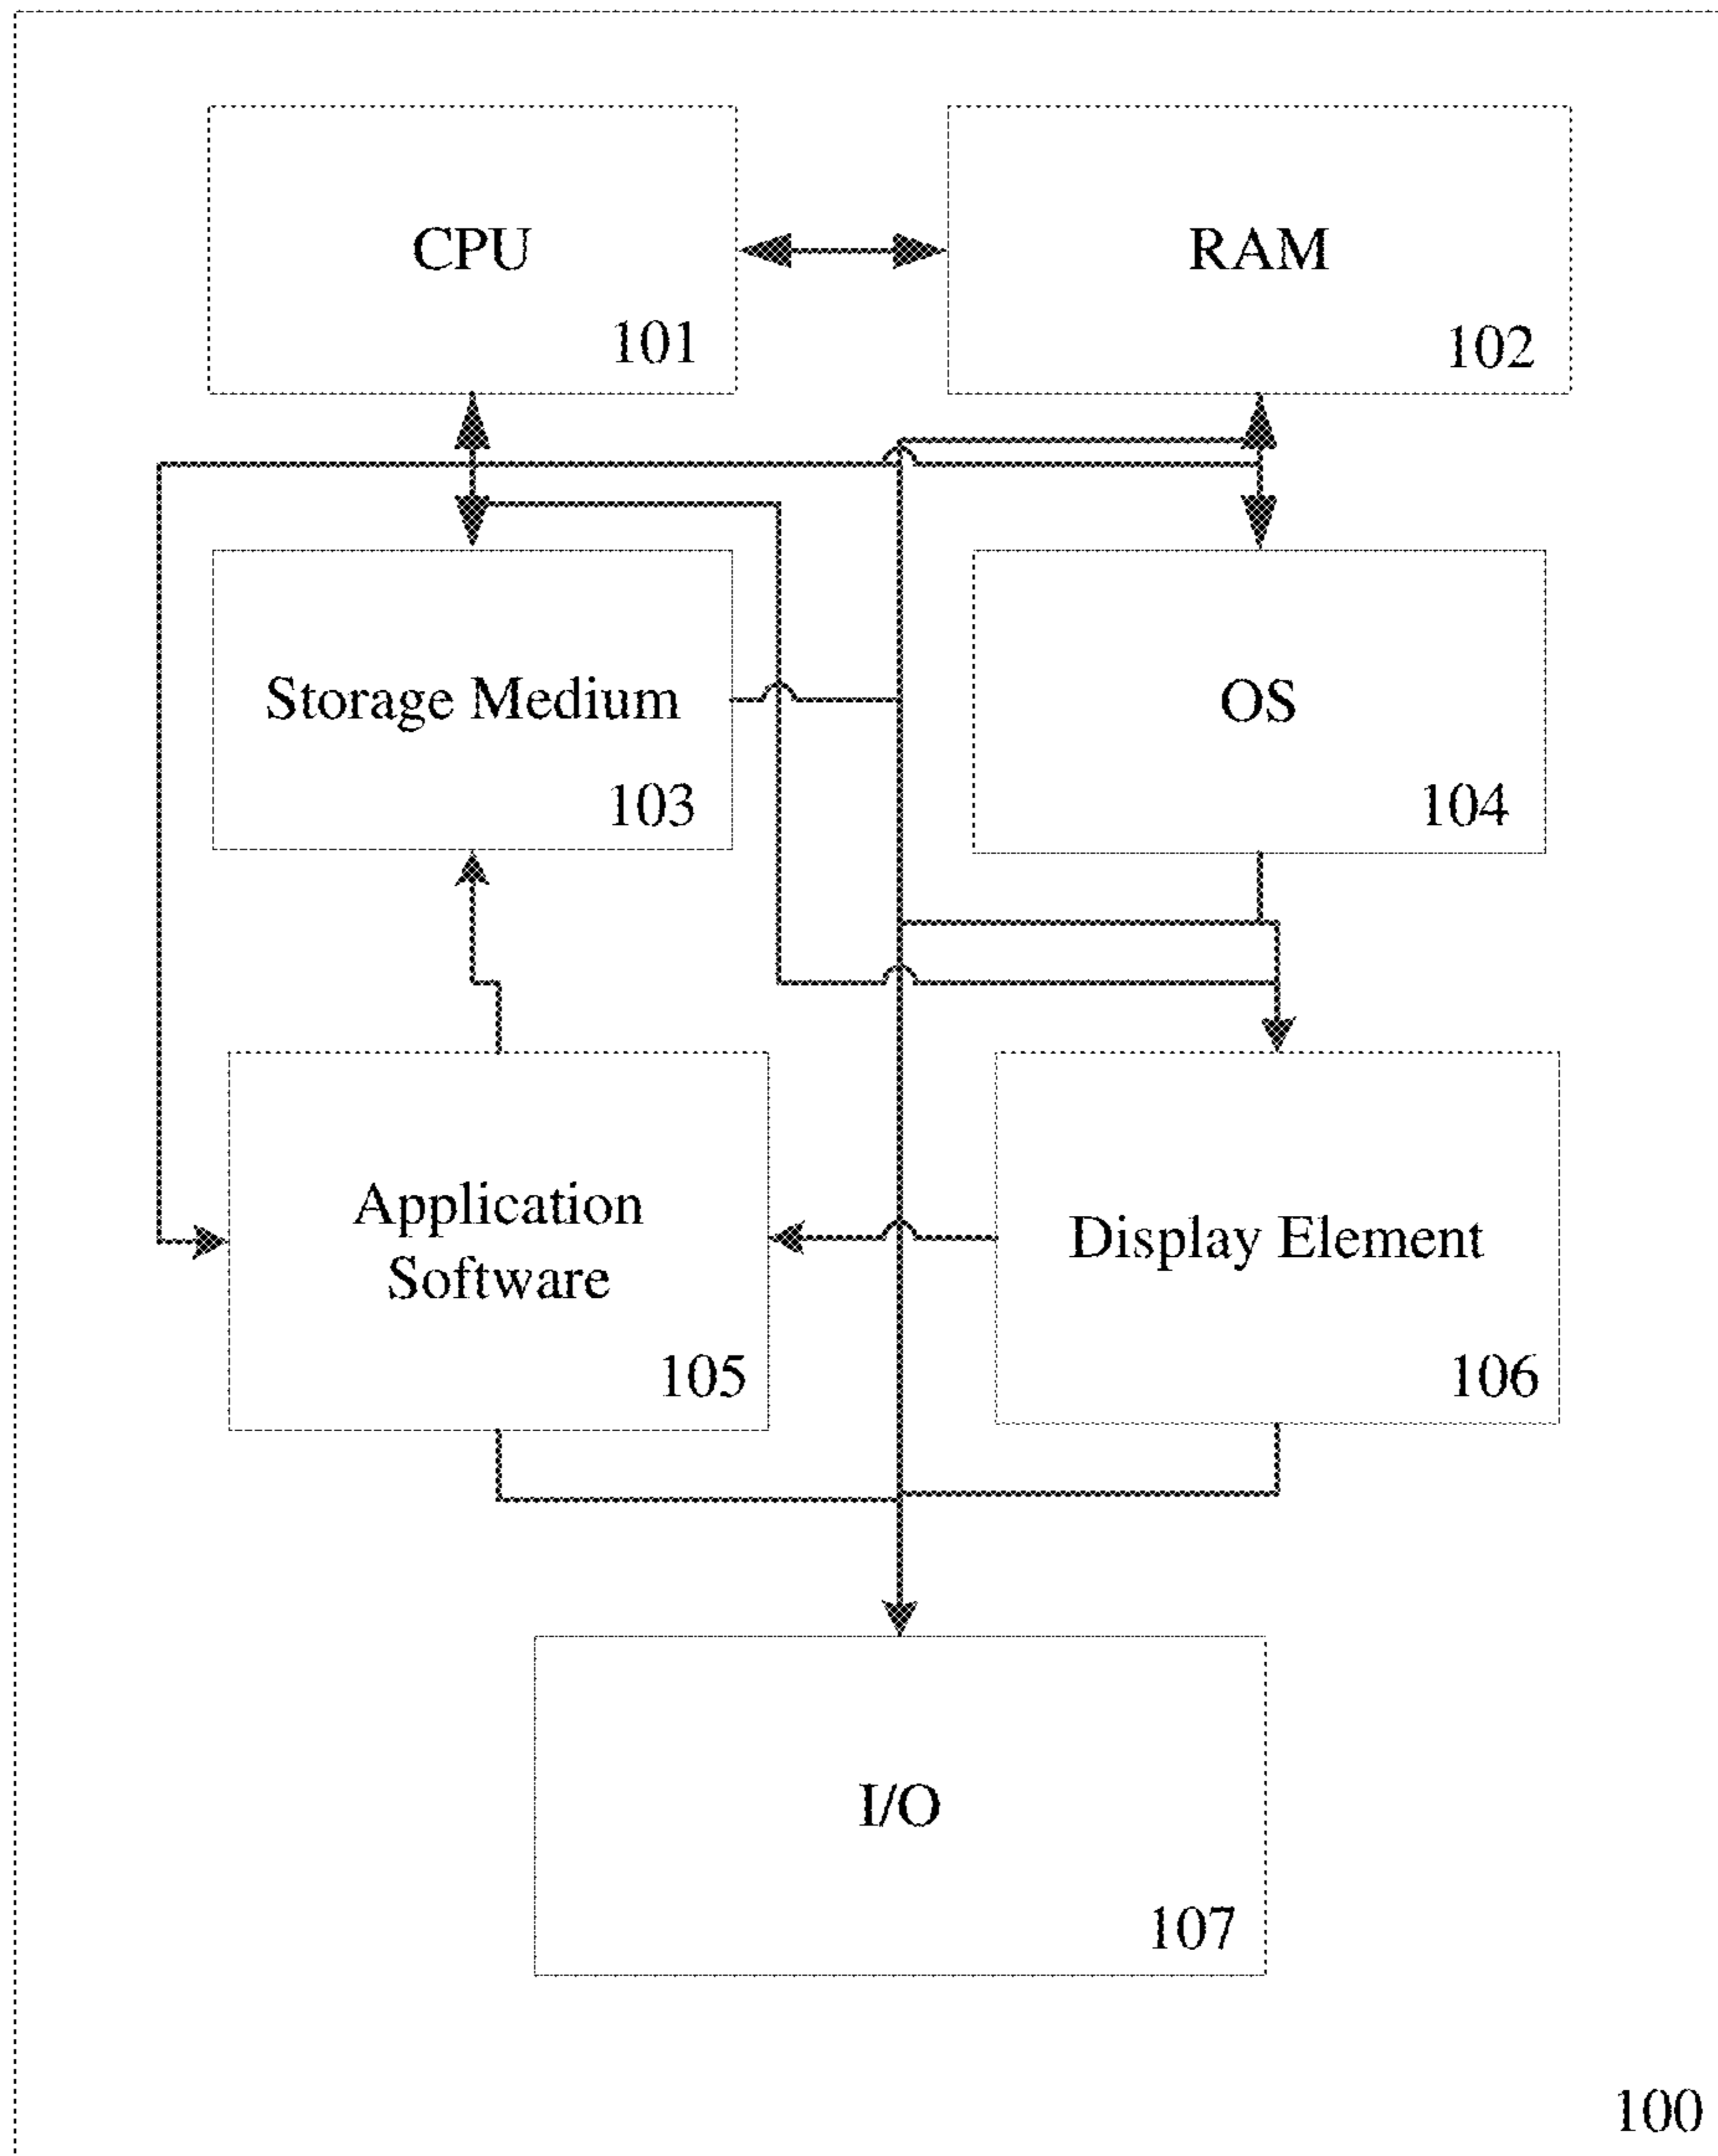 CPU
101
RAM
102
Storage Medium
103
OS
104
Application
Software
105
Display Element
106
I/O
107
100